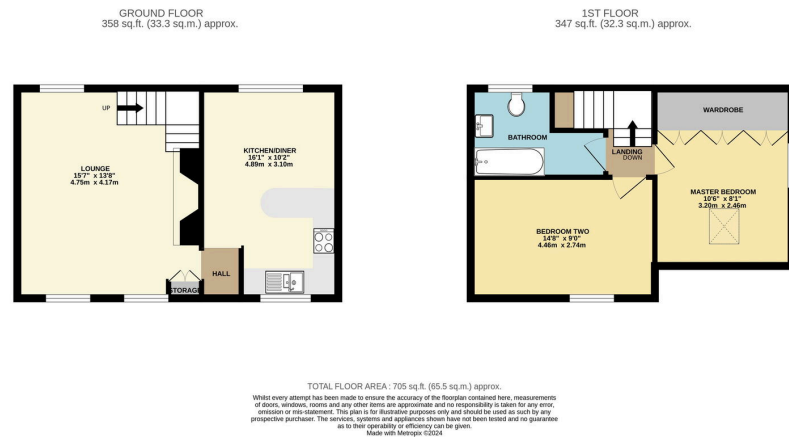 GROUND FLOOR
358 sq.ft. (33.3 sq.m.) approx.
1ST FLOOR
347 sq.ft. (32.3 sq.m.) approx.
UP
KITCHEN/DINER
16'1" x 10'2"
4.89m x 3.10m
LOUNGE
15'7" x 13'8"
4.75m x 4.17m
HALL
STORAGE
WARDROBE
BATHROOM
LANDING
DOWN
MASTER BEDROOM
10'6" x 8'1"
3.20m x 2.46m
BEDROOM TWO
14'8" x 9'0"
4.46m x 2.74m
TOTAL FLOOR AREA : 705 sq.ft. (65.5 sq.m.) approx.
Whilst every attempt has been made to ensure the accuracy of the floorplan contained here, measurements
of doors, windows, rooms and any other items are approximate and no responsibility is taken for any error,
omission or mis-statement. This plan is for illustrative purposes only and should be used as such by any
prospective purchaser. The services, systems and appliances shown have not been tested and no guarantee
as to their operability or efficiency can be given.
Made with Metropix ©2024